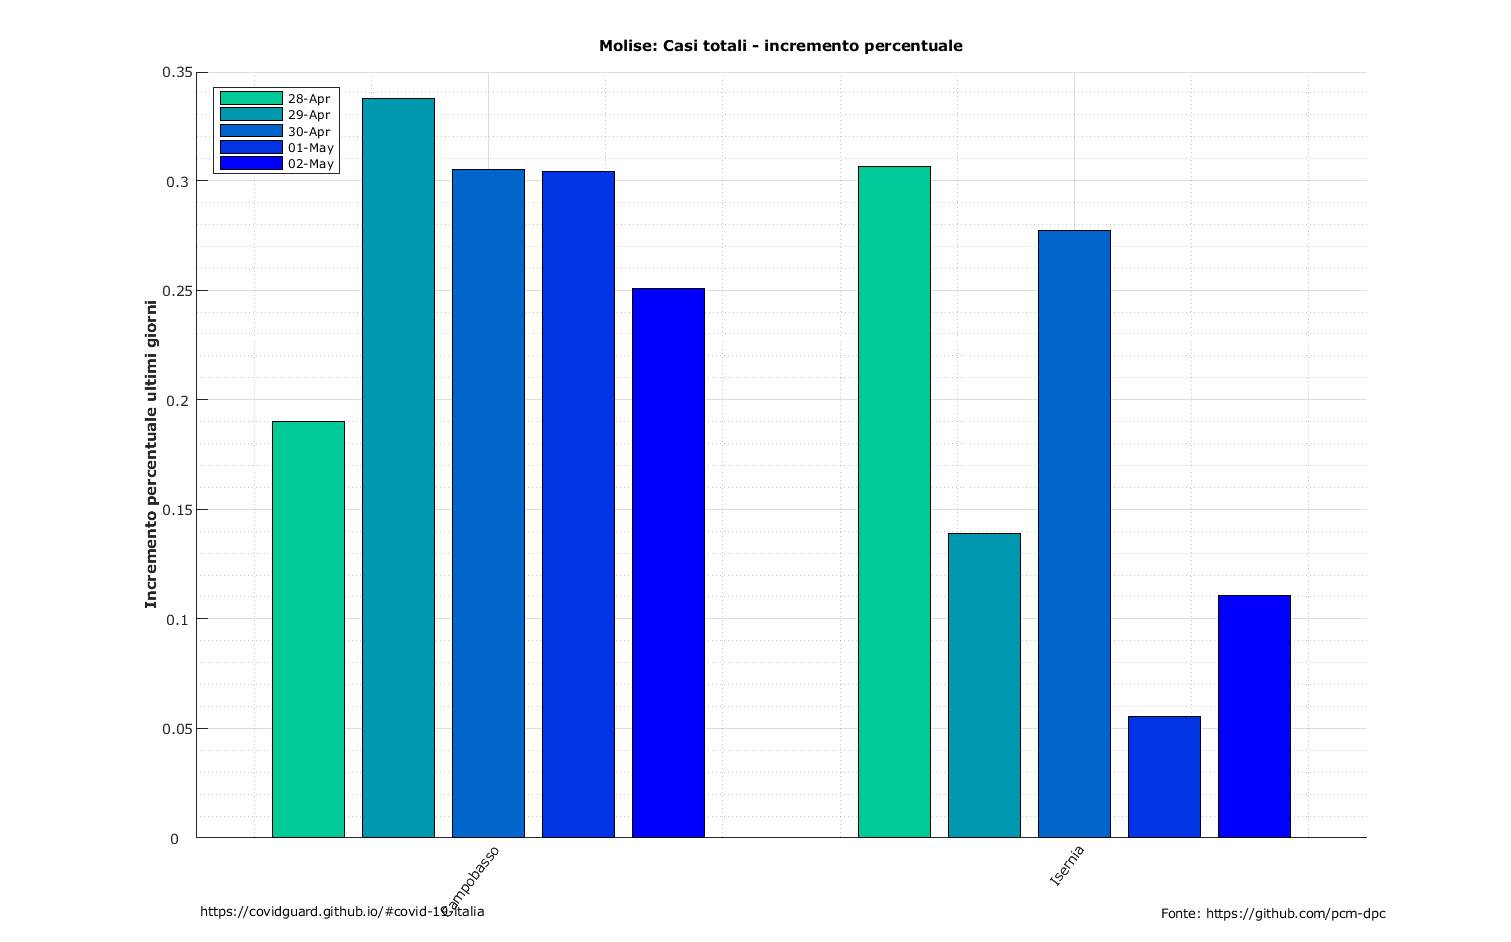 Molise: Casi totali - incremento percentuale
28-Apr
29-Apr
30-Apr
01-May
02-May
Incremento percentuale ultimi giorni
0.35
0.3
0.25
0.2
0.15
0.1
0.05
0
Campobasso
Isernia
https://covidguard.github.io/#covid-19-italia
Fonte: https://github.com/pcm-dpc